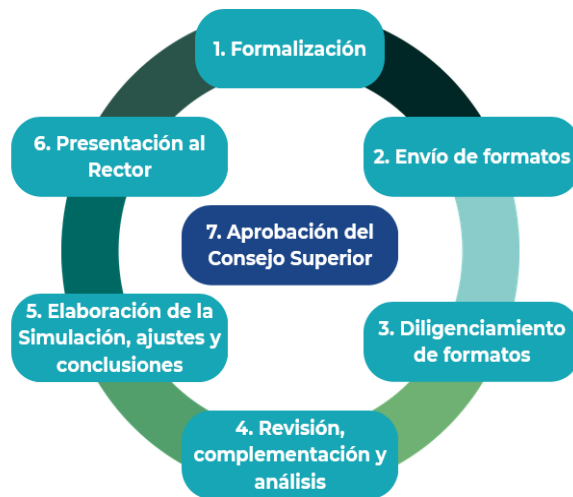 1. Formalización
2. Envío de formatos
3. Diligenciamiento
de formatos
4. Revisión,
complementación y
análisis
5. Elaboración de la
Simulación, ajustes y
conclusiones
6. Presentación al
Rector
7. Aprobación del
Consejo Superior